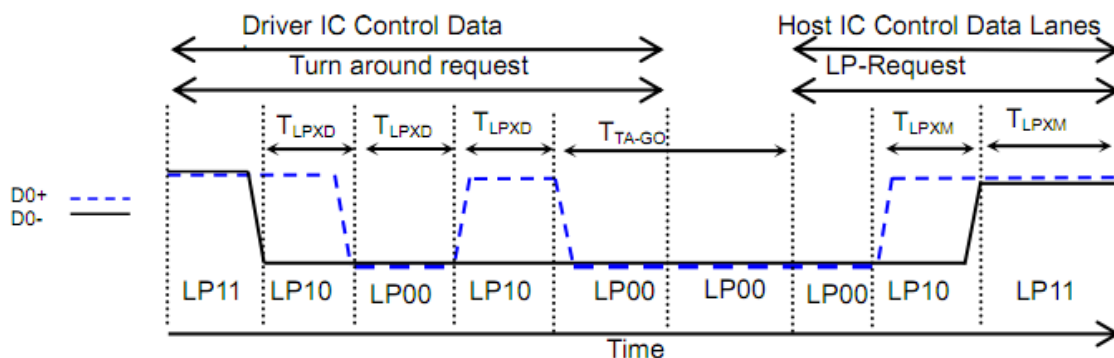 Driver IC Control Data Host IC Control Data Lanes
Turn around request LP-Request
TLPXD TLPXD TLPXD TTA-GO TLPXM TLPXM
D0+
D0-
LP11 LP10 LP00 LP10 LP00 LP00 LP00 LP10 LP11
Time